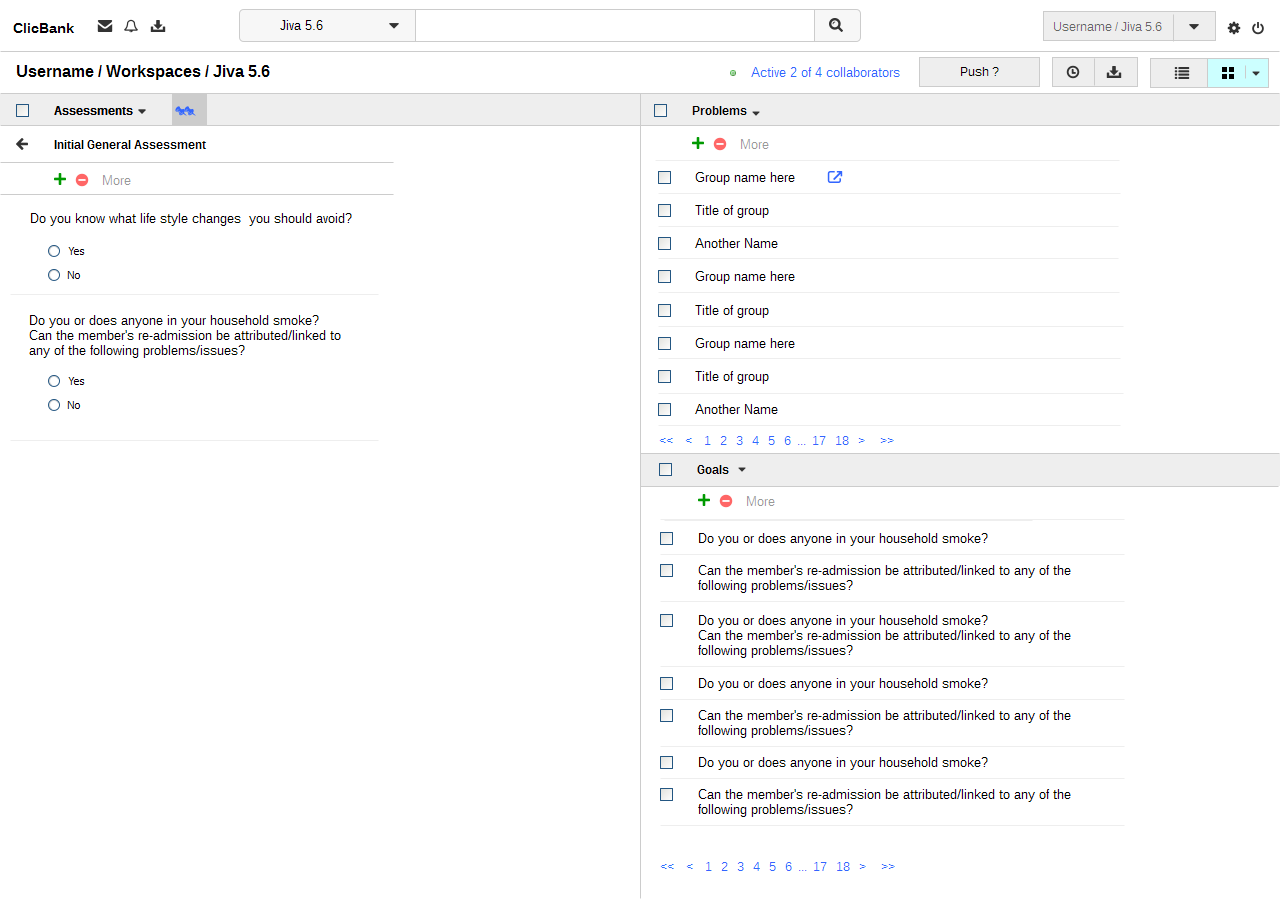 ClicBank
Jiva 5.6
Username / Jiva 5.6
Username / Workspaces / Jiva 5.6
Active 2 of 4 collaborators
Push ?
Assessments
Initial General Assessment
More
Do you know what life style changes  you should avoid?
Yes
No
Do you or does anyone in your household smoke?
Can the member's re-admission be attributed/linked to
any of the following problems/issues?
Yes
No
Problems
More
Group name here
Title of group
Another Name
Group name here
Title of group
Group name here
Title of group
Another Name
<< < 1 2 3 4 5 6 ... 17 18 > >>
Goals
More
Do you or does anyone in your household smoke?
Can the member's re-admission be attributed/linked to any of the
following problems/issues?
Do you or does anyone in your household smoke?
Can the member's re-admission be attributed/linked to any of the
following problems/issues?
Do you or does anyone in your household smoke?
Can the member's re-admission be attributed/linked to any of the
following problems/issues?
Do you or does anyone in your household smoke?
Can the member's re-admission be attributed/linked to any of the
following problems/issues?
<< < 1 2 3 4 5 6 ... 17 18 > >>